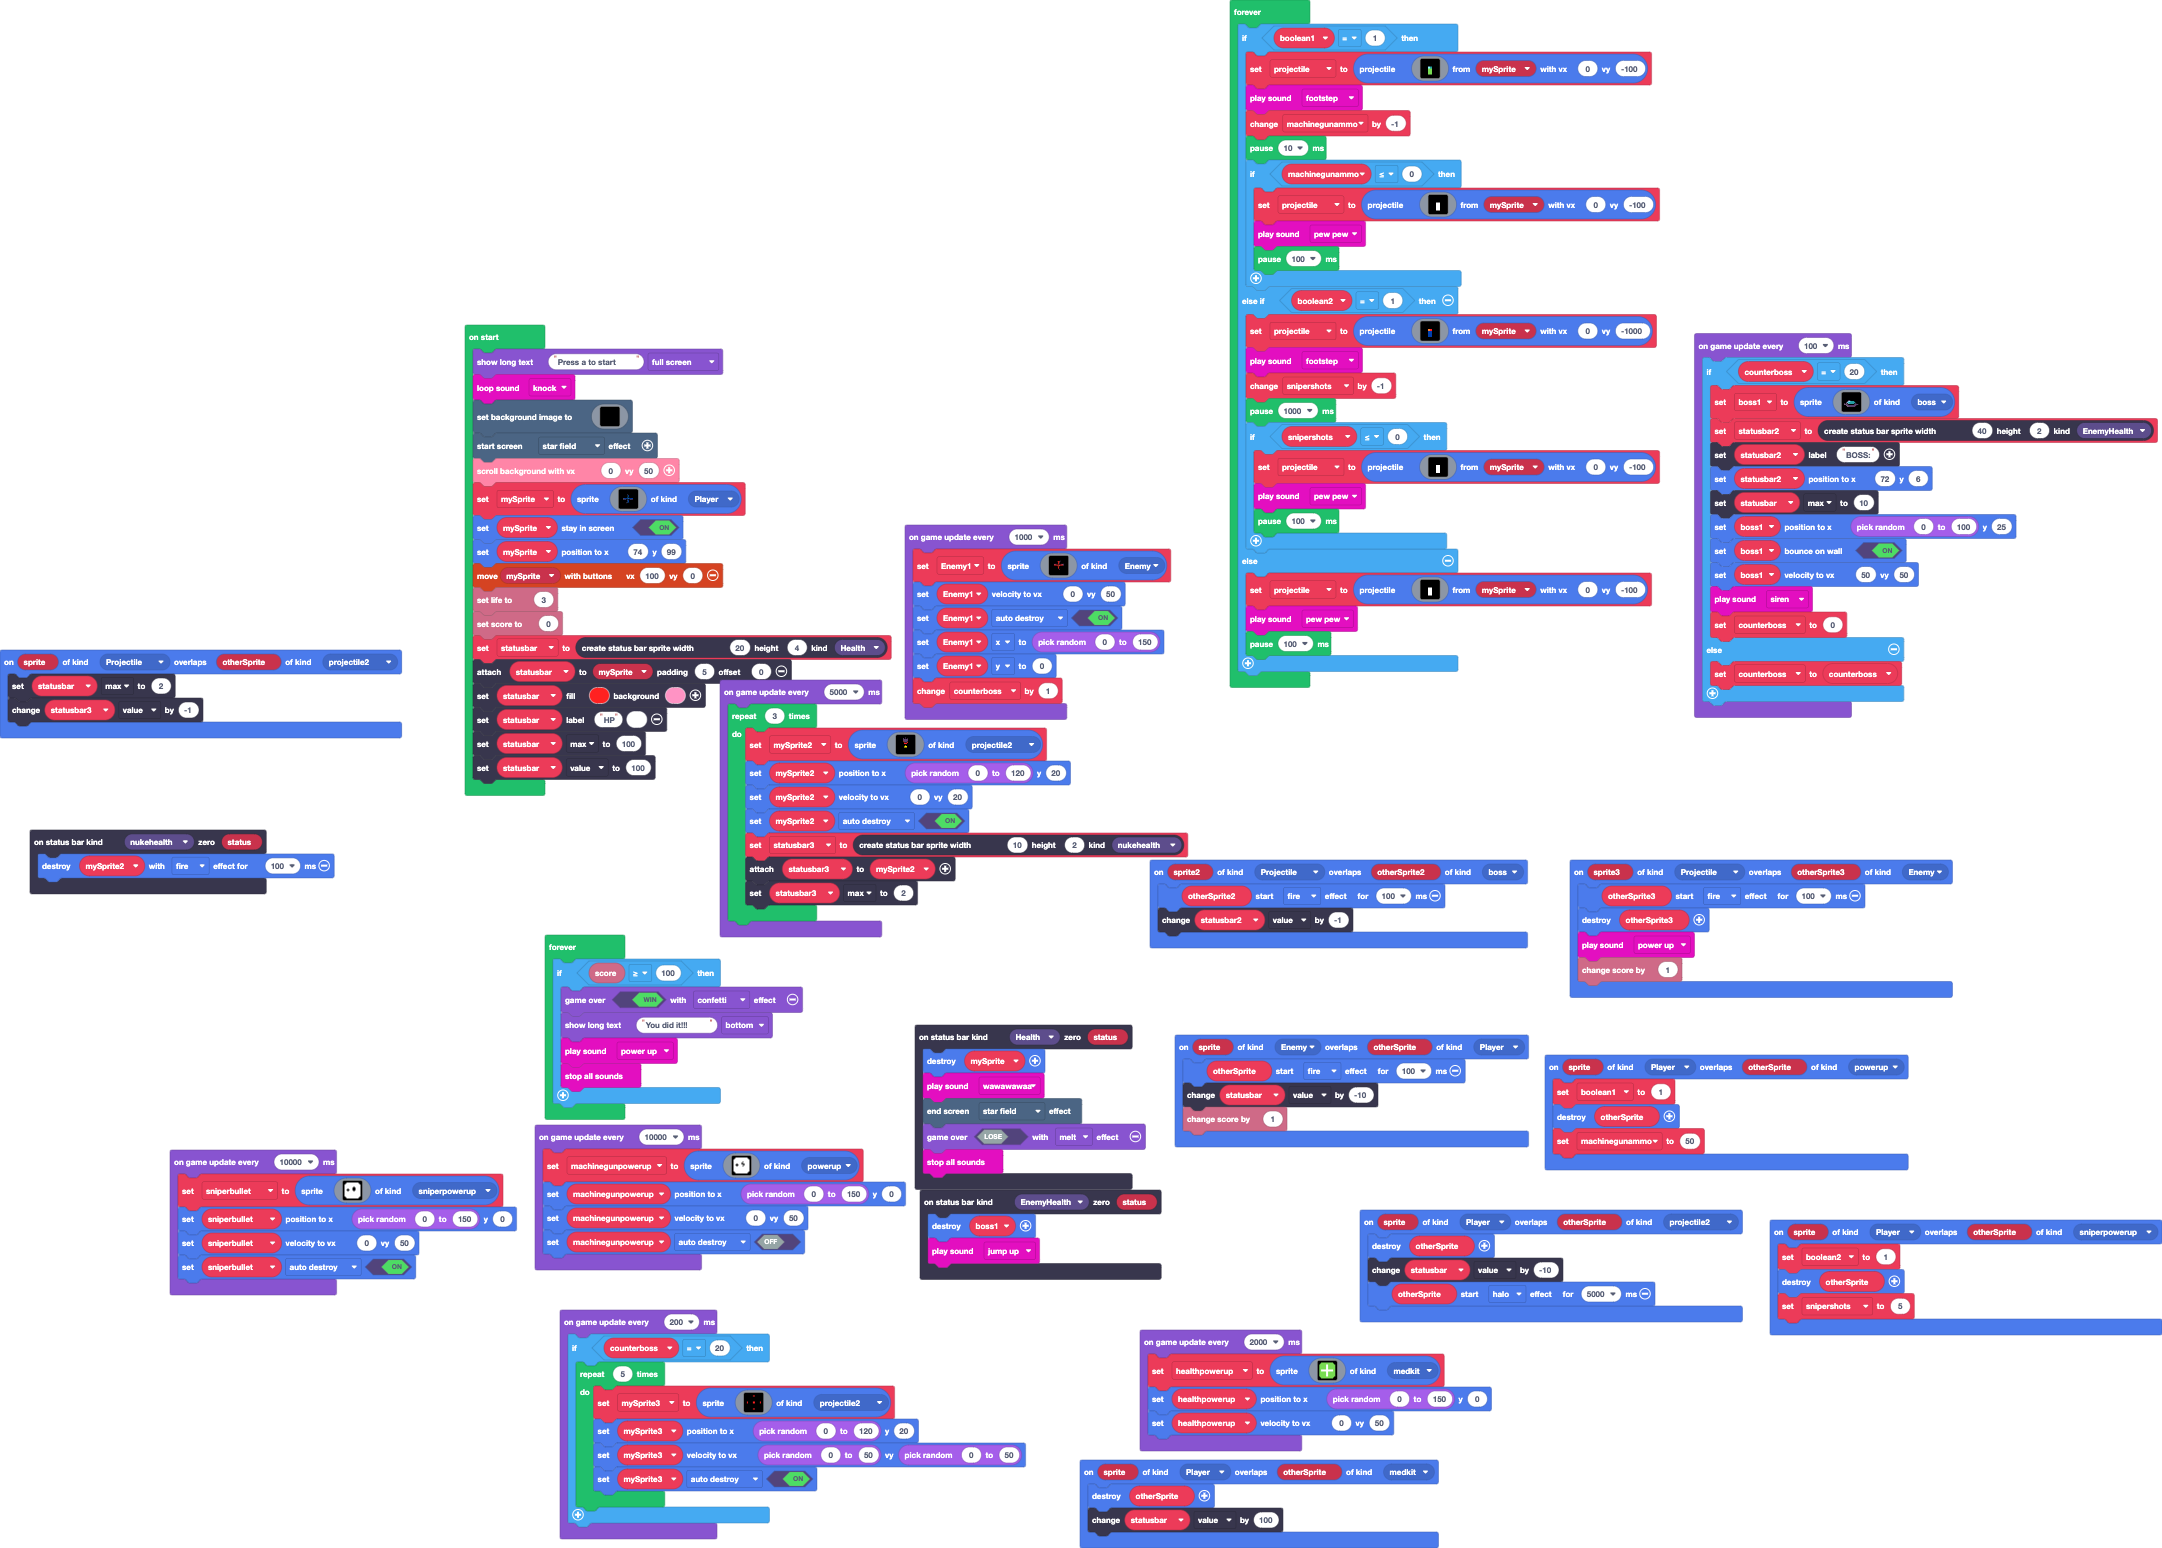 forever
if boolean1 = 1 then
set projectile to projectile from mySprite with vx 0 vy -100
play sound footstep
change machinegunammo by -1
pause 10 ms
if machinegunammo ≤ 0 then
set projectile to projectile from mySprite with vx 0 vy -100
play sound pew pew
pause 100 ms
else if boolean2 = 1 then
set projectile to projectile from mySprite with vx 0 vy -1000
play sound footstep
change snipershots by -1
pause 1000 ms
if snipershots ≤ 0 then
set projectile to projectile from mySprite with vx 0 vy -100
play sound pew pew
pause 100 ms
else
set projectile to projectile from mySprite with vx 0 vy -100
play sound pew pew
pause 100 ms
on start
show long text "Press a to start" full screen
loop sound knock
set background image to
start screen star field effect
scroll background with vx 0 vy 50
set mySprite to sprite of kind Player
set mySprite stay in screen ON
set mySprite position to x 74 y 99
move mySprite with buttons vx 100 vy 0
set life to 3
set score to 0
set statusbar to create status bar sprite width 20 height 4 kind Health
attach statusbar to mySprite padding 5 offset 0
set statusbar fill background
set statusbar label "HP"
set statusbar max to 100
set statusbar value to 100
on game update every 100 ms
if counterboss = 20 then
set boss1 to sprite of kind boss
set statusbar2 to create status bar sprite width 40 height 2 kind EnemyHealth
set statusbar2 label "BOSS:"
set statusbar2 position to x 72 y 6
set statusbar max to 10
set boss1 position to x pick random 0 to 100 y 25
set boss1 bounce on wall ON
set boss1 velocity to vx 50 vy 50
play sound siren
set counterboss to 0
else
set counterboss to counterboss
on game update every 1000 ms
set Enemy1 to sprite of kind Enemy
set Enemy1 velocity to vx 0 vy 50
set Enemy1 auto destroy ON
set Enemy1 x to pick random 0 to 150
set Enemy1 y to 0
change counterboss by 1
on sprite of kind Projectile overlaps otherSprite of kind projectile2
set statusbar max to 2
change statusbar3 value by -1
on game update every 5000 ms
repeat 3 times
do
set mySprite2 to sprite of kind projectile2
set mySprite2 position to x pick random 0 to 120 y 20
set mySprite2 velocity to vx 0 vy 20
set mySprite2 auto destroy ON
set statusbar3 to create status bar sprite width 10 height 2 kind nukehealth
attach statusbar3 to mySprite2
set statusbar3 max to 2
on status bar kind nukehealth zero status
destroy mySprite2 with fire effect for 100 ms
on sprite2 of kind Projectile overlaps otherSprite2 of kind boss
otherSprite2 start fire effect for 100 ms
change statusbar2 value by -1
on sprite3 of kind Projectile overlaps otherSprite3 of kind Enemy
otherSprite3 start fire effect for 100 ms
destroy otherSprite3
play sound power up
change score by 1
forever
if score ≥ 100 then
game over WIN with confetti effect
show long text "You did it!!!" bottom
play sound power up
stop all sounds
on status bar kind Health zero status
destroy mySprite
play sound wawawawaa
end screen star field effect
game over LOSE with melt effect
stop all sounds
on sprite of kind Enemy overlaps otherSprite of kind Player
otherSprite start fire effect for 100 ms
change statusbar value by -10
change score by 1
on sprite of kind Player overlaps otherSprite of kind powerup
set boolean1 to 1
destroy otherSprite
set machinegunammo to 50
on game update every 10000 ms
set sniperbullet to sprite of kind sniperpowerup
set sniperbullet position to x pick random 0 to 150 y 0
set sniperbullet velocity to vx 0 vy 50
set sniperbullet auto destroy ON
on game update every 10000 ms
set machinegunpowerup to sprite of kind powerup
set machinegunpowerup position to x pick random 0 to 150 y 0
set machinegunpowerup velocity to vx 0 vy 50
set machinegunpowerup auto destroy OFF
on status bar kind EnemyHealth zero status
destroy boss1
play sound jump up
on sprite of kind Player overlaps otherSprite of kind projectile2
destroy otherSprite
change statusbar value by -10
otherSprite start halo effect for 5000 ms
on sprite of kind Player overlaps otherSprite of kind sniperpowerup
set boolean2 to 1
destroy otherSprite
set snipershots to 5
on game update every 200 ms
if counterboss = 20 then
repeat 5 times
do
set mySprite3 to sprite of kind projectile2
set mySprite3 position to x pick random 0 to 120 y 20
set mySprite3 velocity to vx pick random 0 to 50 vy pick random 0 to 50
set mySprite3 auto destroy ON
on game update every 2000 ms
set healthpowerup to sprite of kind medkit
set healthpowerup position to x pick random 0 to 150 y 0
set healthpowerup velocity to vx 0 vy 50
on sprite of kind Player overlaps otherSprite of kind medkit
destroy otherSprite
change statusbar value by 100